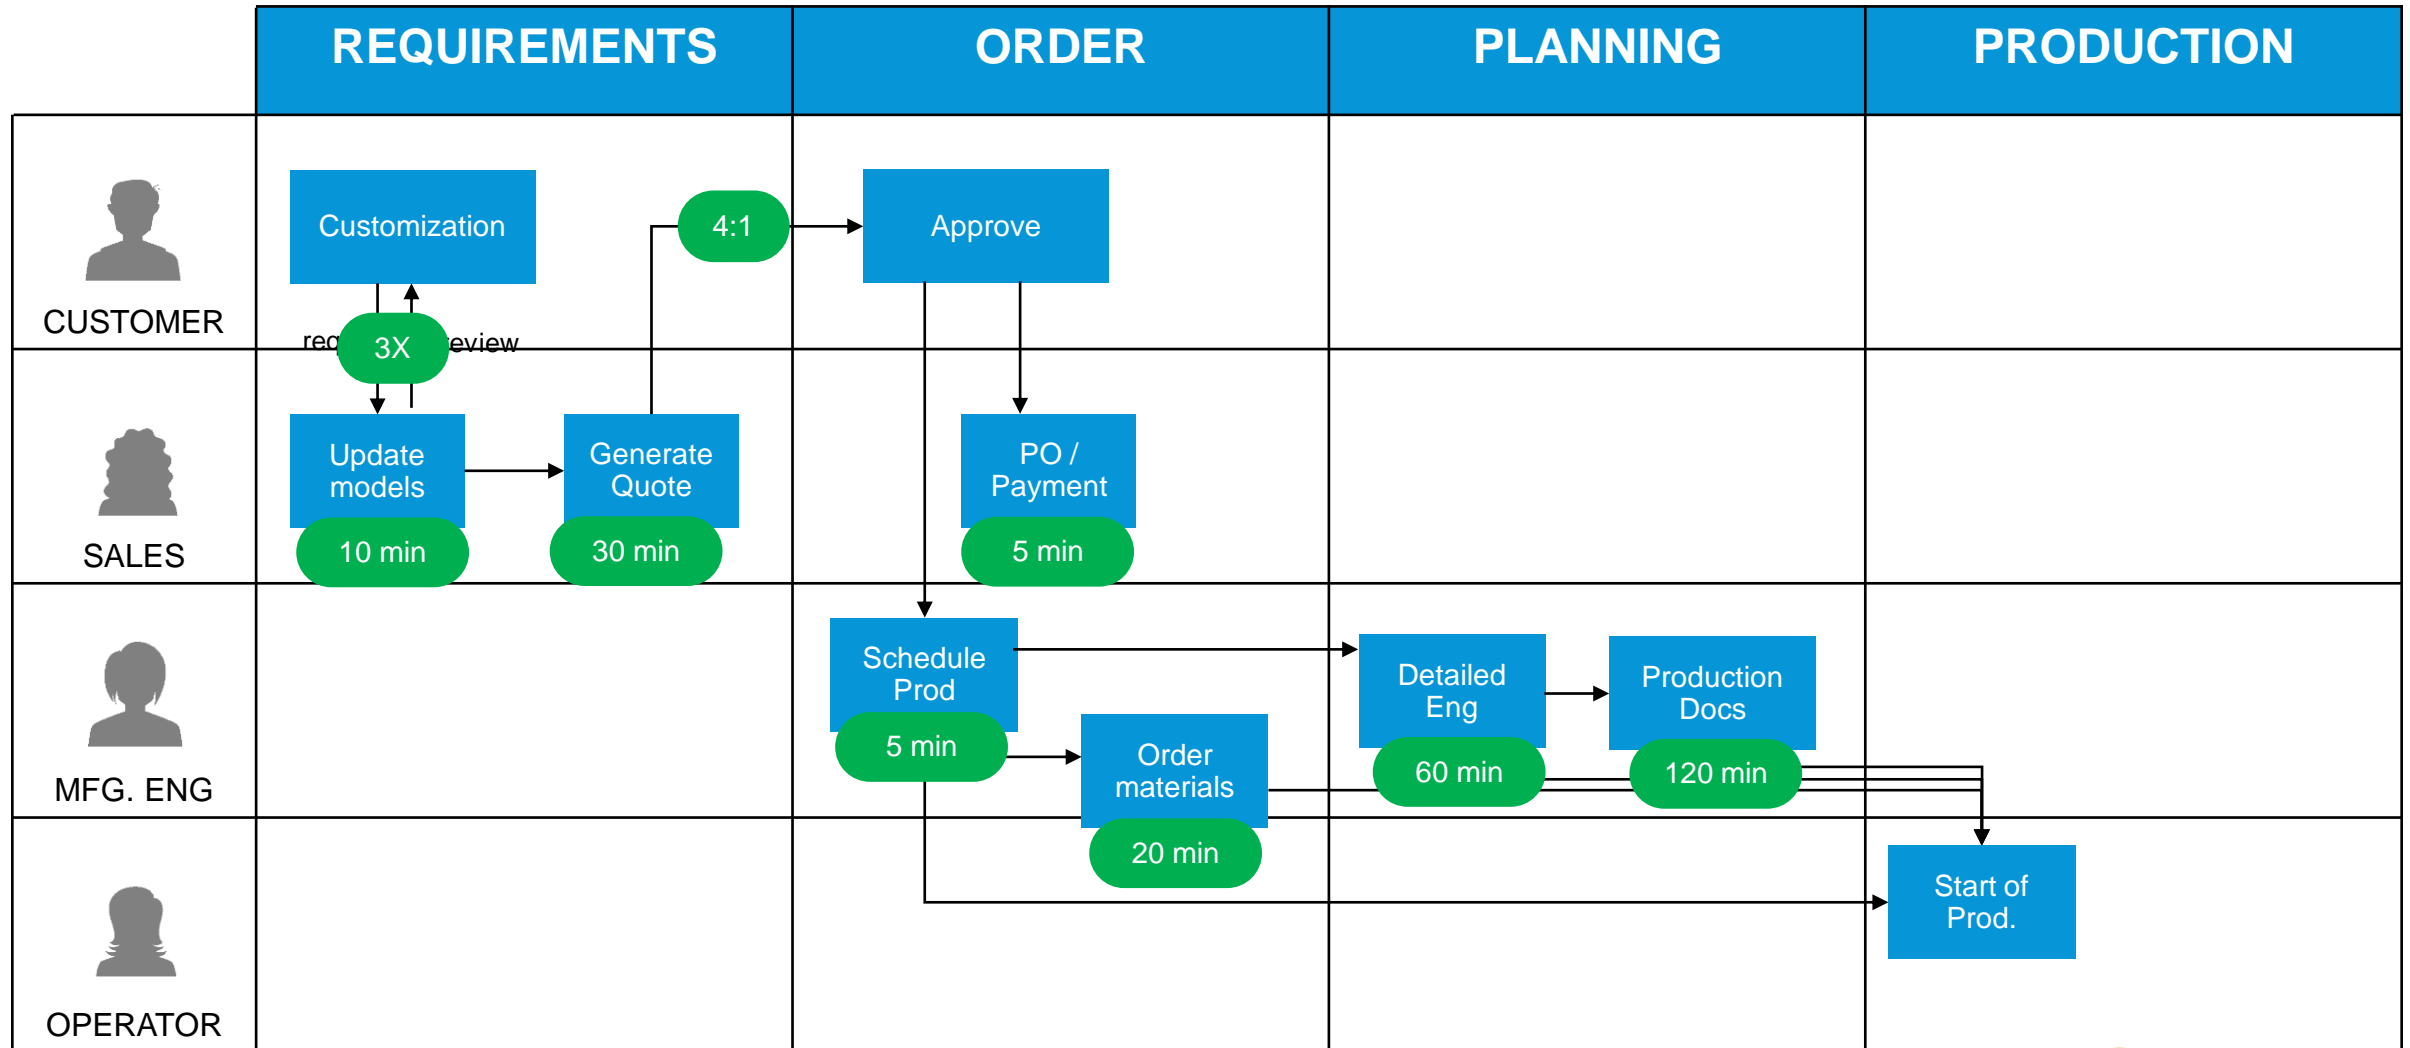 REQUIREMENTS
ORDER
PLANNING
PRODUCTION
CUSTOMER
Customization
4:1
Approve
3X
SALES
Update
models
10 min
Generate
Quote
30 min
PO /
Payment
5 min
MFG. ENG
Schedule
Prod
5 min
Order
materials
20 min
Detailed
Eng
60 min
Production
Docs
120 min
OPERATOR
Start of
Prod.